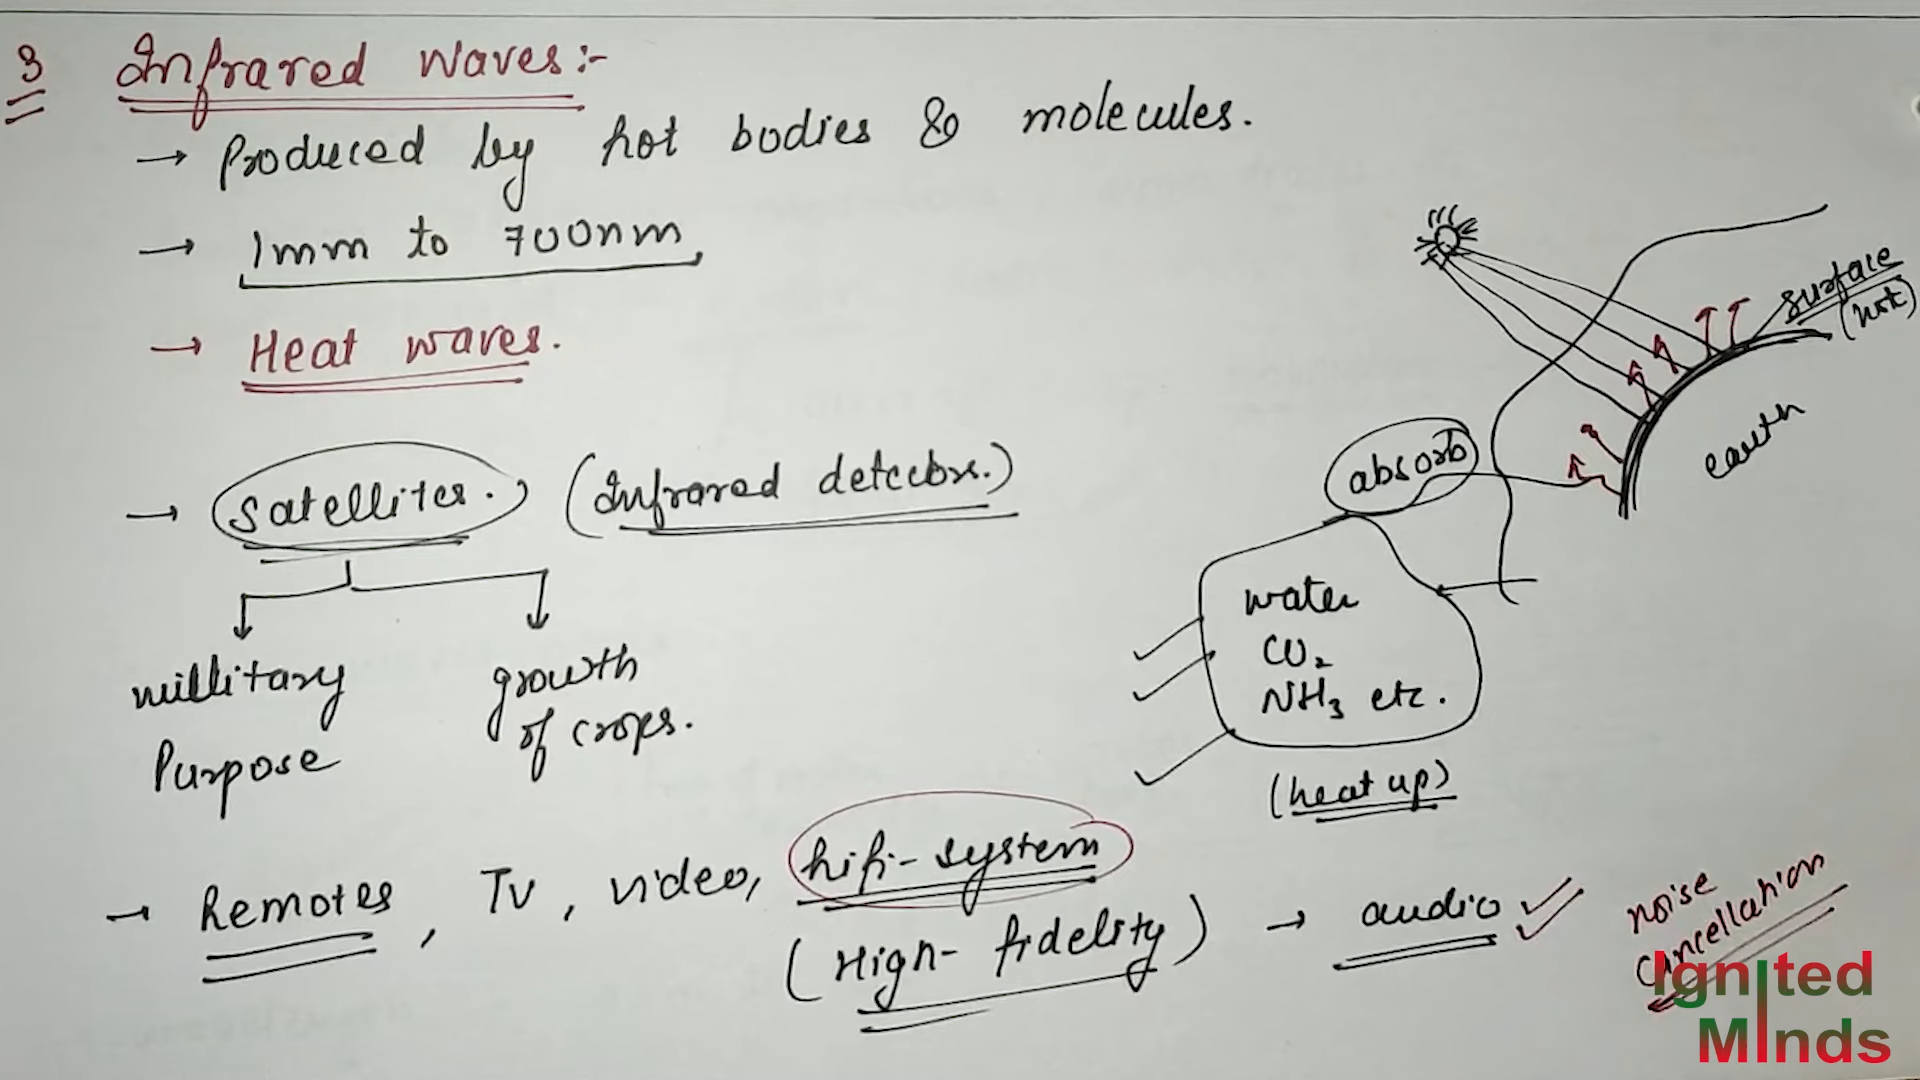 3 Infrared waves:-
→ Produced by hot bodies & molecules.
→ 1mm to 700nm
→ Heat waves.
→ Satellites. (Infrared detectors.)
millitary
Purpose
growth
of crops.
→ Remotes, TV, video, hifi-system
(High-fidelity) → audio
noise
cancellation
surface
(hot)
earth
absorb
water
CO₂
NH₃ etc.
(heat up)
Ignited
Minds